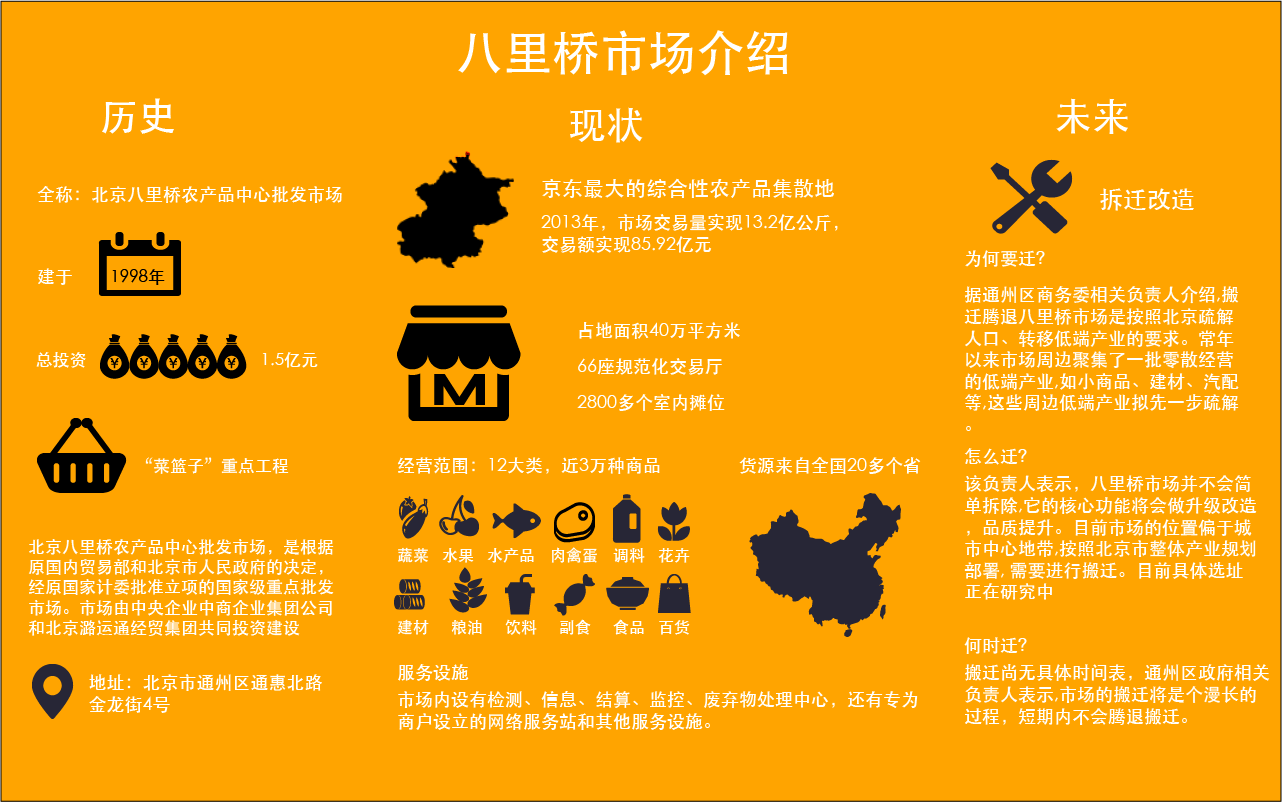 八里桥市场介绍
历史
全称：北京八里桥农产品中心批发市场
建于
1998年
总投资
¥ ¥ ¥ ¥ ¥
1.5亿元
“菜篮子”重点工程
北京八里桥农产品中心批发市场，是根据
原国内贸易部和北京市人民政府的决定，
经原国家计委批准立项的国家级重点批发
市场。市场由中央企业中商企业集团公司
和北京潞运通经贸集团共同投资建设
地址：北京市通州区通惠北路
金龙街4号
现状
京东最大的综合性农产品集散地
2013年，市场交易量实现13.2亿公斤，
交易额实现85.92亿元
M
占地面积40万平方米
66座规范化交易厅
2800多个室内摊位
经营范围：12大类，近3万种商品
货源来自全国20多个省
蔬菜 水果 水产品 肉禽蛋 调料 花卉
建材 粮油 饮料 副食 食品 百货
服务设施
市场内设有检测、信息、结算、监控、废弃物处理中心，还有专为
商户设立的网络服务站和其他服务设施。
未来
拆迁改造
为何要迁?
据通州区商务委相关负责人介绍,搬
迁腾退八里桥市场是按照北京疏解
人口、转移低端产业的要求。常年
以来市场周边聚集了一批零散经营
的低端产业,如小商品、建材、汽配
等,这些周边低端产业拟先一步疏解
。
怎么迁?
该负责人表示，八里桥市场并不会简
单拆除,它的核心功能将会做升级改造
，品质提升。目前市场的位置偏于城
市中心地带,按照北京市整体产业规划
部署, 需要进行搬迁。目前具体选址
正在研究中
何时迁?
搬迁尚无具体时间表，通州区政府相关
负责人表示,市场的搬迁将是个漫长的
过程，短期内不会腾退搬迁。